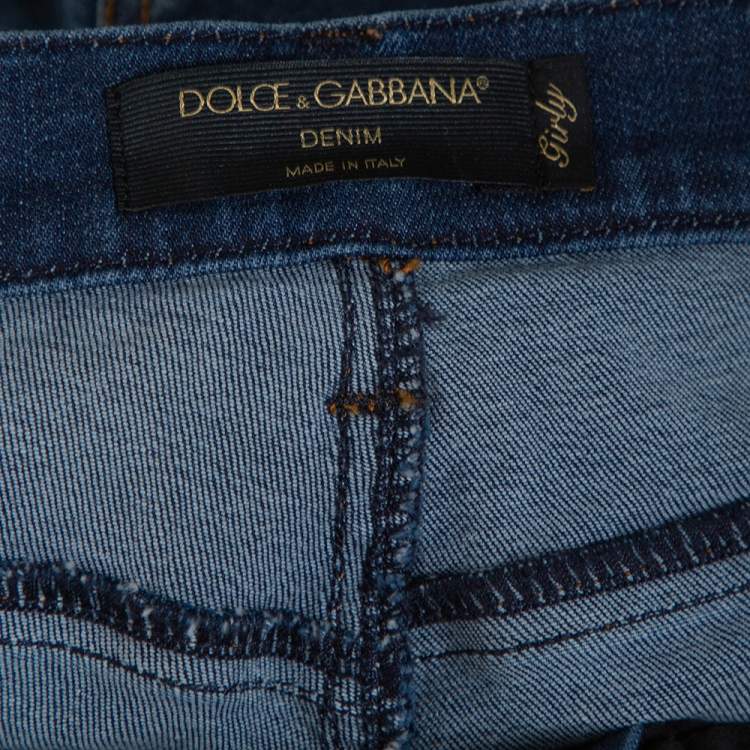 DOLCE & GABBANA®
DENIM
MADE IN ITALY
Girly